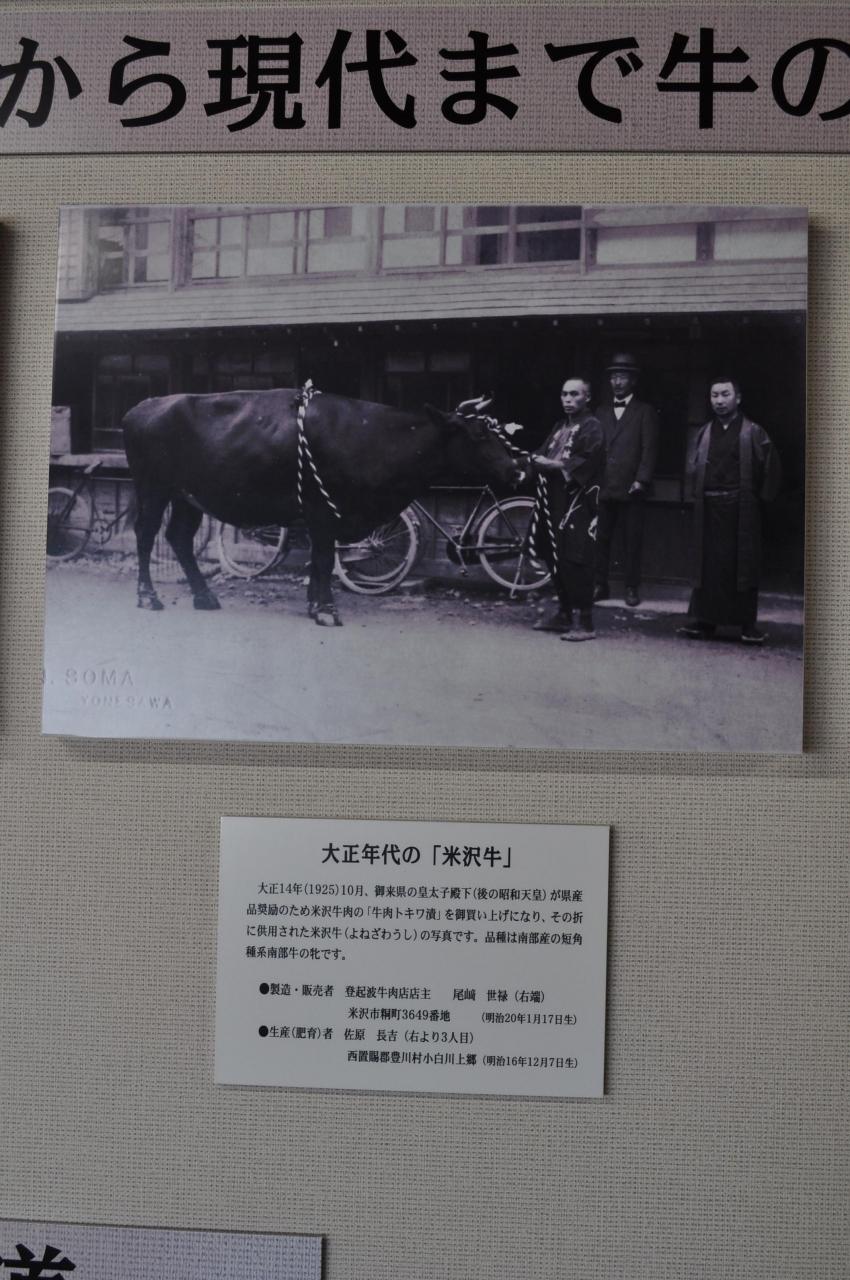 から現代まで牛の
. SOMA
YONESAWA
大正年代の「米沢牛」
大正14年(1925)10月、御来県の皇太子殿下(後の昭和天皇)が県産
品奨励のため米沢牛肉の「牛肉トキワ漬」を御買い上げになり、その折
に供用された米沢牛(よねざわうし)の写真です。品種は南部産の短角
種系南部牛の牝です。
●製造・販売者 登起波牛肉店店主 尾﨑 世禄(右端)
米沢市桐町3649番地 (明治20年1月17日生)
●生産(肥育)者 佐原 長吉(右より3人目)
西置賜郡豊川村小白川上郷(明治16年12月7日生)
道